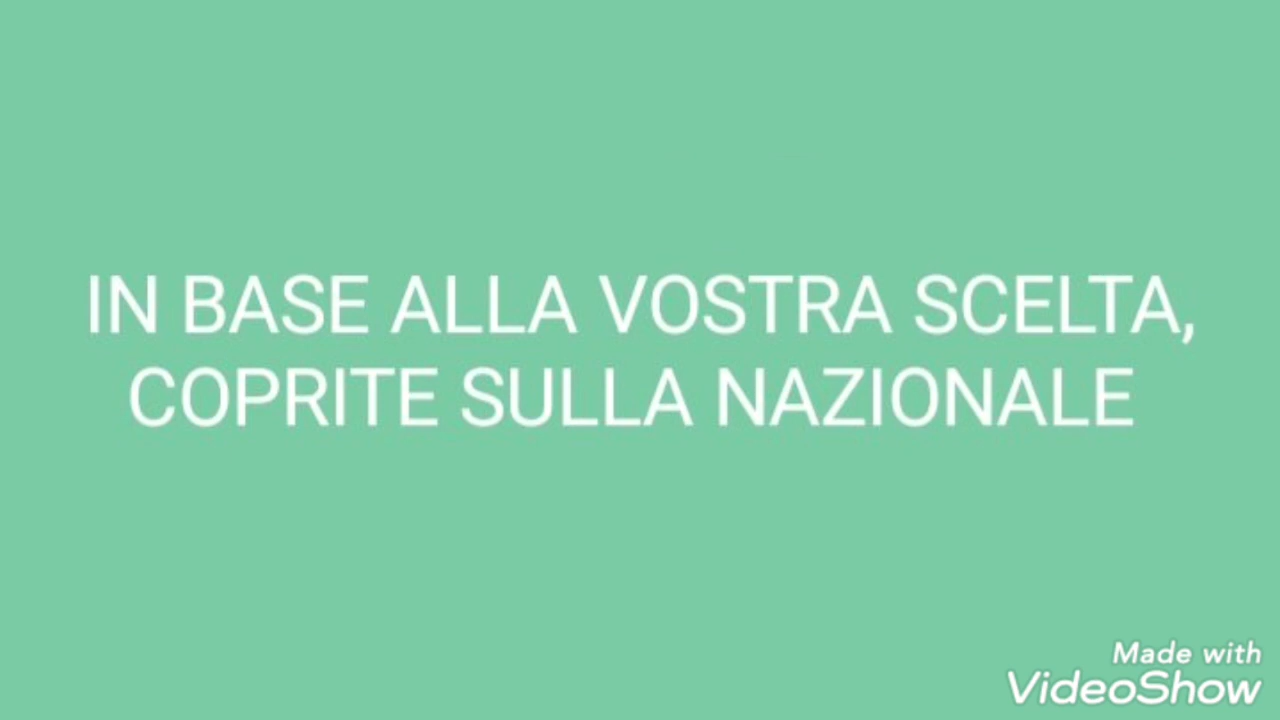 IN BASE ALLA VOSTRA SCELTA,
COPRITE SULLA NAZIONALE
Made with
VideoShow